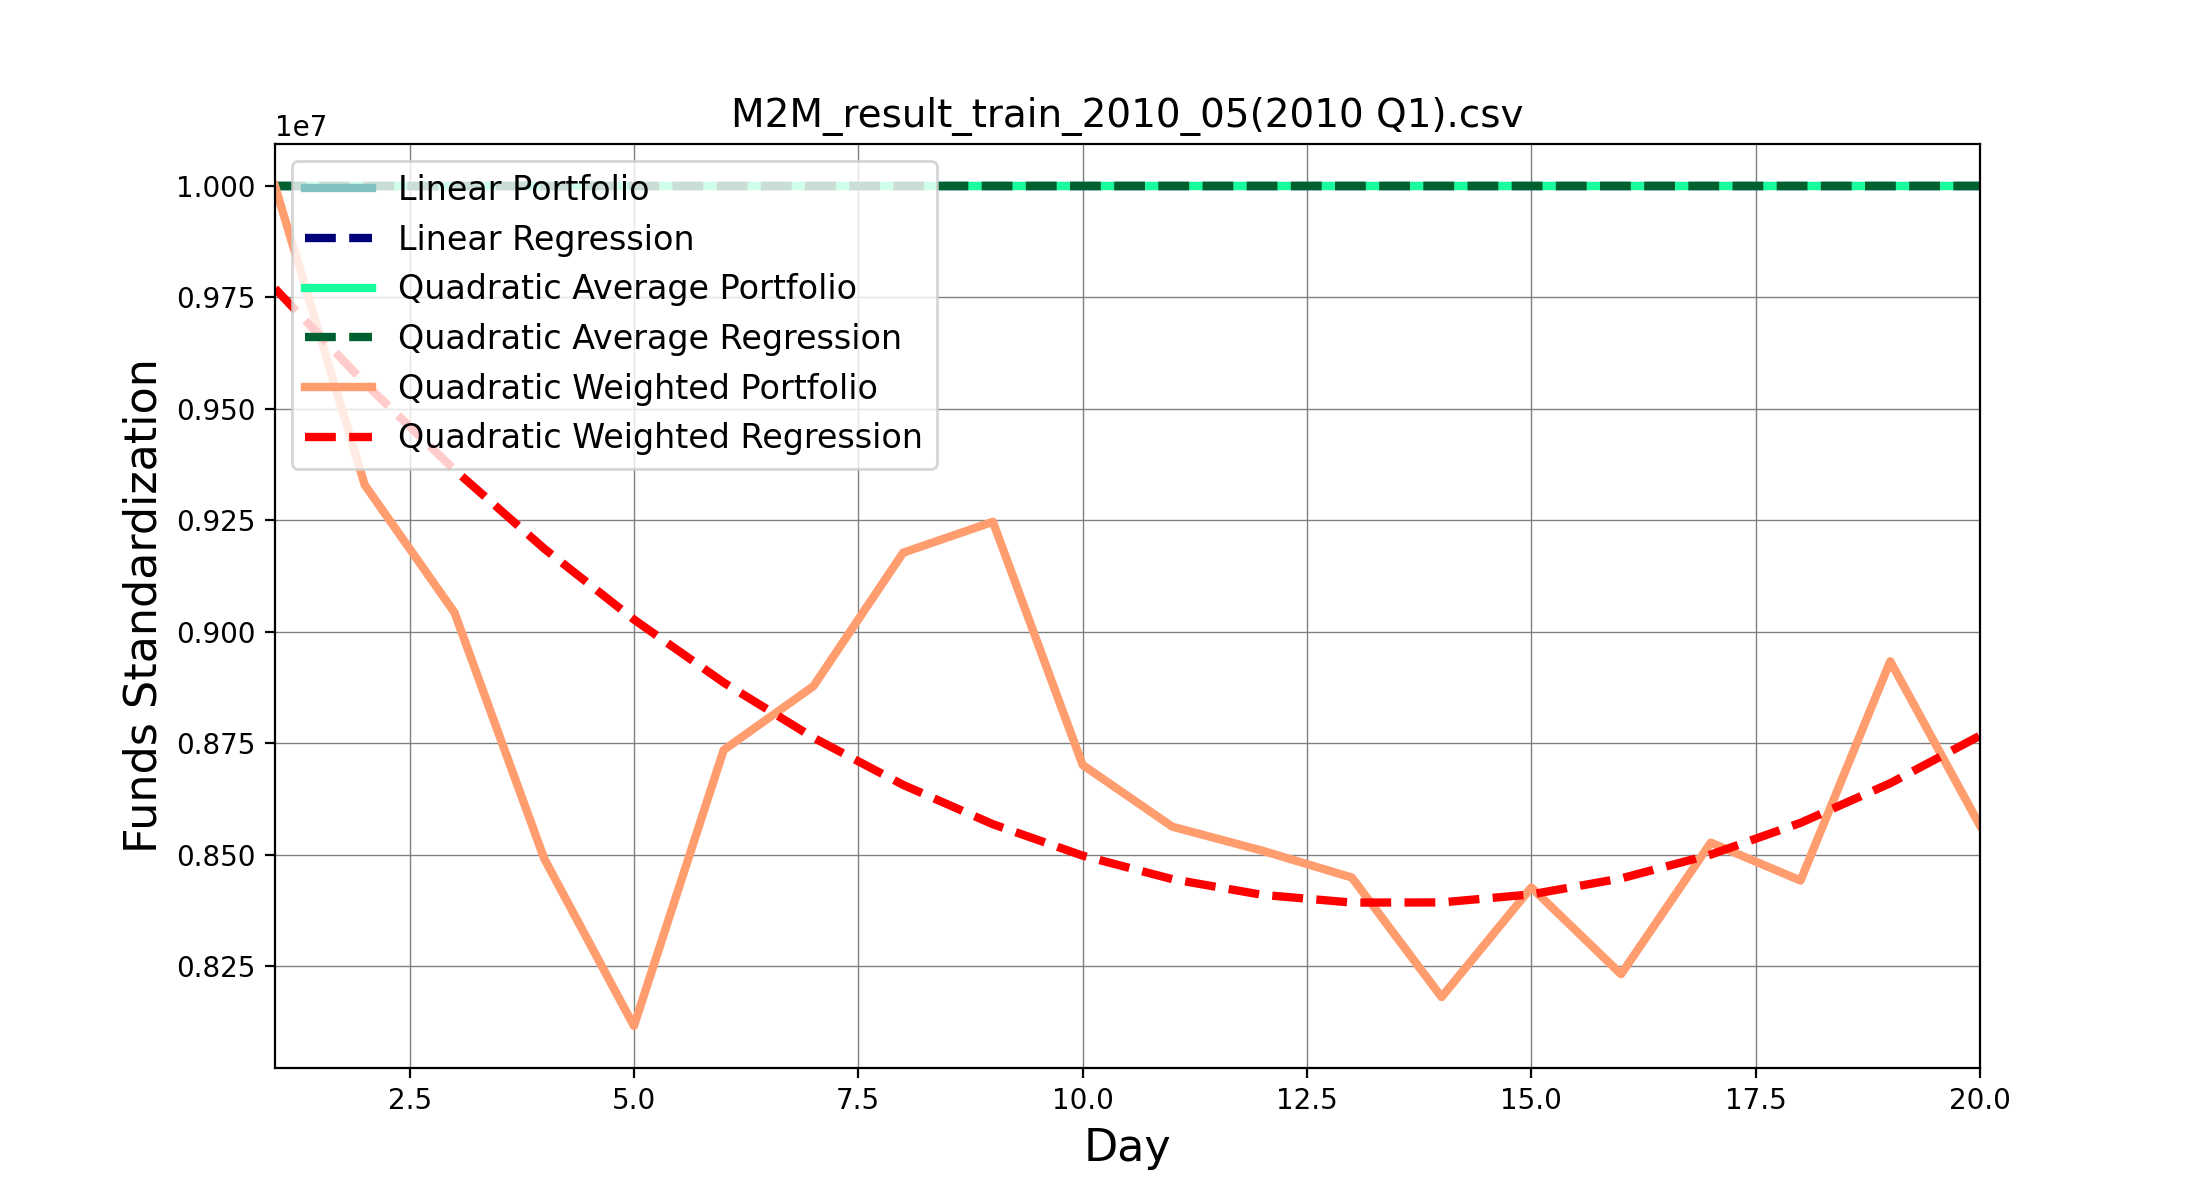 M2M_result_train_2010_05(2010 Q1).csv
1e7
1.000
0.975
0.950
0.925
0.900
0.875
0.850
0.825
Funds Standardization
Linear Portfolio
Linear Regression
Quadratic Average Portfolio
Quadratic Average Regression
Quadratic Weighted Portfolio
Quadratic Weighted Regression
2.5 5.0 7.5 10.0 12.5 15.0 17.5 20.0
Day